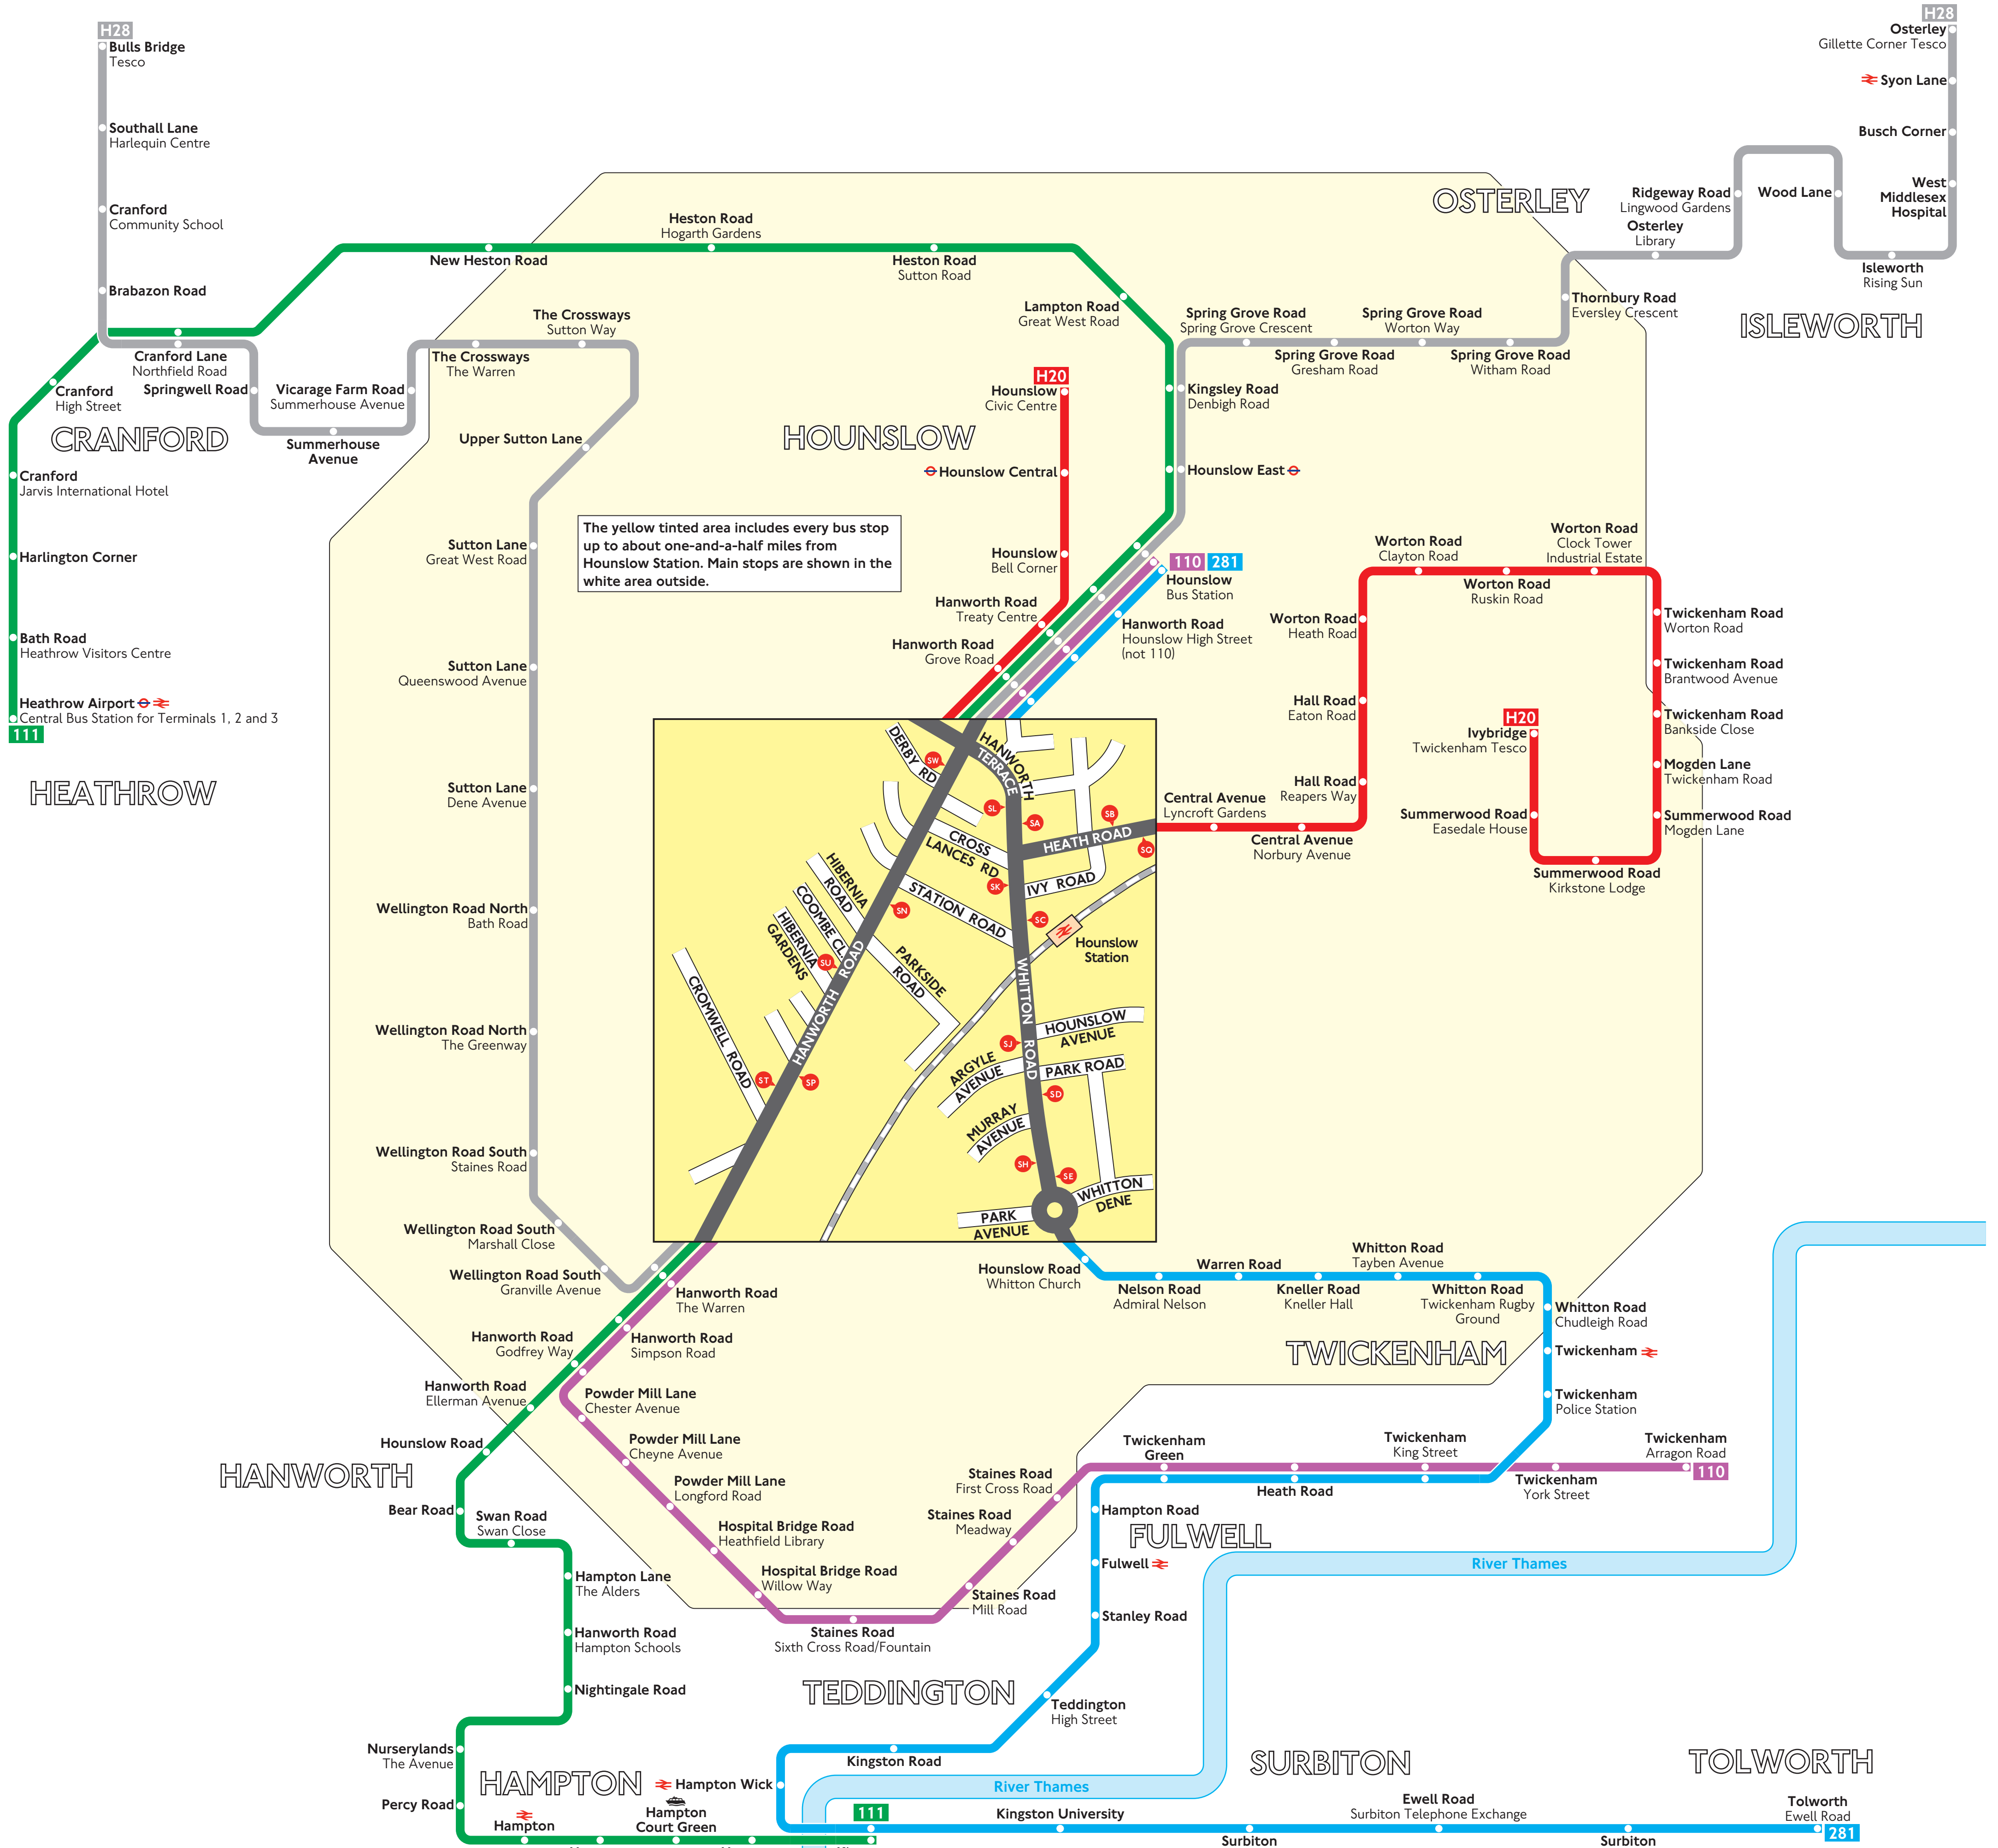 H28
Bulls Bridge
Tesco
Southall Lane
Harlequin Centre
Cranford
Community School
Brabazon Road
H28
Osterley
Gillette Corner Tesco
Syon Lane
Busch Corner
West
Middlesex
Hospital
OSTERLEY
Ridgeway Road
Lingwood Gardens
Wood Lane
Osterley
Library
Isleworth
Rising Sun
Thornbury Road
Eversley Crescent
ISLEWORTH
New Heston Road
Heston Road
Hogarth Gardens
Heston Road
Sutton Road
Lampton Road
Great West Road
Spring Grove Road
Spring Grove Crescent
Spring Grove Road
Gresham Road
Spring Grove Road
Worton Way
Spring Grove Road
Witham Road
Kingsley Road
Denbigh Road
Hounslow East
Cranford Lane
Northfield Road
Springwell Road
Vicarage Farm Road
Summerhouse Avenue
Summerhouse
Avenue
The Crossways
The Warren
The Crossways
Sutton Way
Cranford
High Street
CRANFORD
Cranford
Jarvis International Hotel
Harlington Corner
Bath Road
Heathrow Visitors Centre
Heathrow Airport
Central Bus Station for Terminals 1, 2 and 3
111
HEATHROW
Upper Sutton Lane
Sutton Lane
Great West Road
Sutton Lane
Queenswood Avenue
Sutton Lane
Dene Avenue
Wellington Road North
Bath Road
Wellington Road North
The Greenway
Wellington Road South
Staines Road
Wellington Road South
Marshall Close
Wellington Road South
Granville Avenue
HOUNSLOW
The yellow tinted area includes every bus stop
up to about one-and-a-half miles from
Hounslow Station. Main stops are shown in the
white area outside.
H20
Hounslow
Civic Centre
Hounslow Central
Hounslow
Bell Corner
Hanworth Road
Treaty Centre
Hanworth Road
Grove Road
110
281
Hounslow
Bus Station
Hanworth Road
Hounslow High Street
(not 110)
Worton Road
Clayton Road
Worton Road
Ruskin Road
Worton Road
Clock Tower
Industrial Estate
Worton Road
Heath Road
Hall Road
Eaton Road
Hall Road
Reapers Way
Central Avenue
Lyncroft Gardens
Central Avenue
Norbury Avenue
Twickenham Road
Worton Road
Twickenham Road
Brantwood Avenue
Twickenham Road
Bankside Close
Mogden Lane
Twickenham Road
Summerwood Road
Mogden Lane
H20
Ivybridge
Twickenham Tesco
Summerwood Road
Easedale House
Summerwood Road
Kirkstone Lodge
DERBY RD
HANWORTH
TERRACE
SW
SL
SA
SB
SQ
HEATH ROAD
CROSS
LANCES RD
SK
IVY ROAD
STATION ROAD
SN
SC
Hounslow
Station
HIBERNIA
ROAD
COOMBE CL.
HIBERNIA
GARDENS
SU
PARKSIDE
ROAD
CROMWELL ROAD
HANWORTH ROAD
WHITTON ROAD
HOUNSLOW
AVENUE
SJ
ARGYLE
AVENUE
PARK ROAD
ST
SP
SD
MURRAY
AVENUE
SH
SE
WHITTON
DENE
PARK
AVENUE
Hounslow Road
Whitton Church
Nelson Road
Admiral Nelson
Warren Road
Kneller Road
Kneller Hall
Whitton Road
Tayben Avenue
Whitton Road
Twickenham Rugby
Ground
Whitton Road
Chudleigh Road
TWICKENHAM
Twickenham
Twickenham
Police Station
Hanworth Road
The Warren
Hanworth Road
Simpson Road
Hanworth Road
Godfrey Way
Hanworth Road
Ellerman Avenue
Powder Mill Lane
Chester Avenue
Powder Mill Lane
Cheyne Avenue
Powder Mill Lane
Longford Road
Hospital Bridge Road
Heathfield Library
Hospital Bridge Road
Willow Way
Staines Road
Sixth Cross Road/Fountain
Staines Road
Mill Road
Staines Road
Meadway
Staines Road
First Cross Road
Twickenham
Green
Heath Road
Twickenham
King Street
Twickenham
York Street
Twickenham
Arragon Road
110
Hounslow Road
HANWORTH
Bear Road
Swan Road
Swan Close
Hampton Lane
The Alders
Hanworth Road
Hampton Schools
Nightingale Road
Nurserylands
The Avenue
Percy Road
HAMPTON
Hampton
Hampton
Court Green
111
Hampton Road
FULWELL
Fulwell
Stanley Road
TEDDINGTON
Teddington
High Street
Kingston Road
Hampton Wick
River Thames
River Thames
Kingston University
SURBITON
Surbiton
Ewell Road
Surbiton Telephone Exchange
Surbiton
TOLWORTH
Tolworth
Ewell Road
281